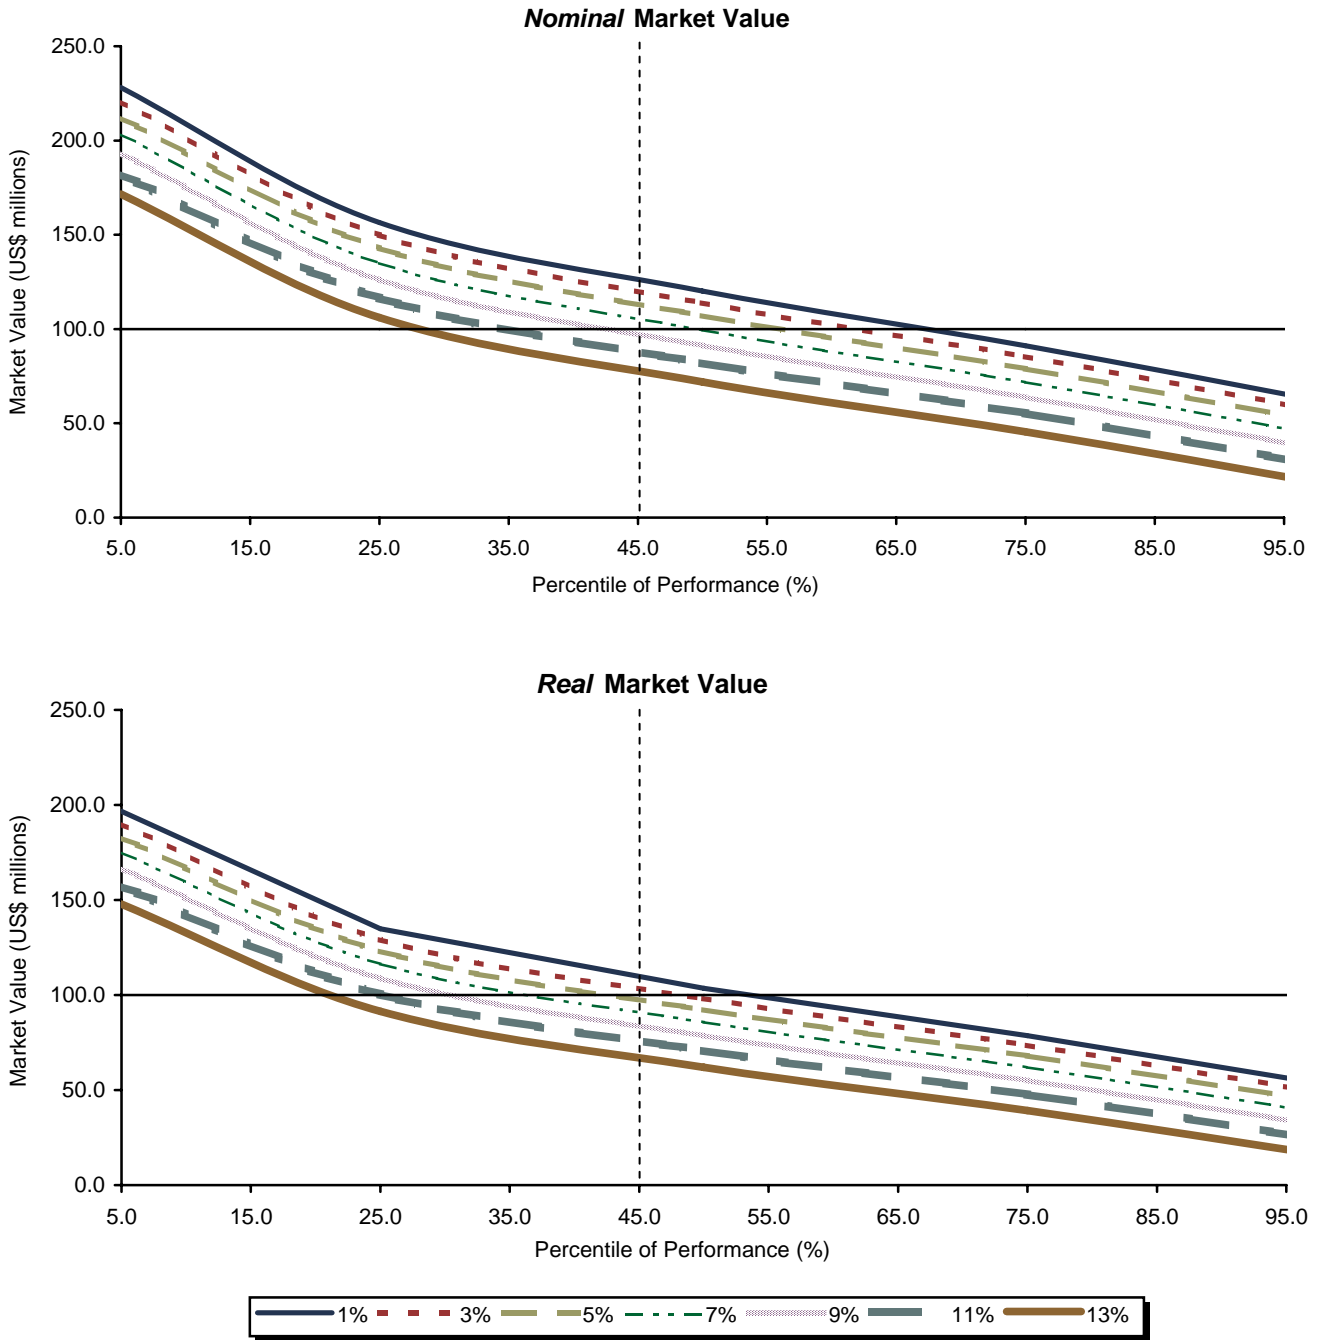 Nominal Market Value
Market Value (US$ millions)
250.0
200.0
150.0
100.0
50.0
0.0
5.0 15.0 25.0 35.0 45.0 55.0 65.0 75.0 85.0 95.0
Percentile of Performance (%)
Real Market Value
Market Value (US$ millions)
250.0
200.0
150.0
100.0
50.0
0.0
5.0 15.0 25.0 35.0 45.0 55.0 65.0 75.0 85.0 95.0
Percentile of Performance (%)
1% 3% 5% 7% 9% 11% 13%